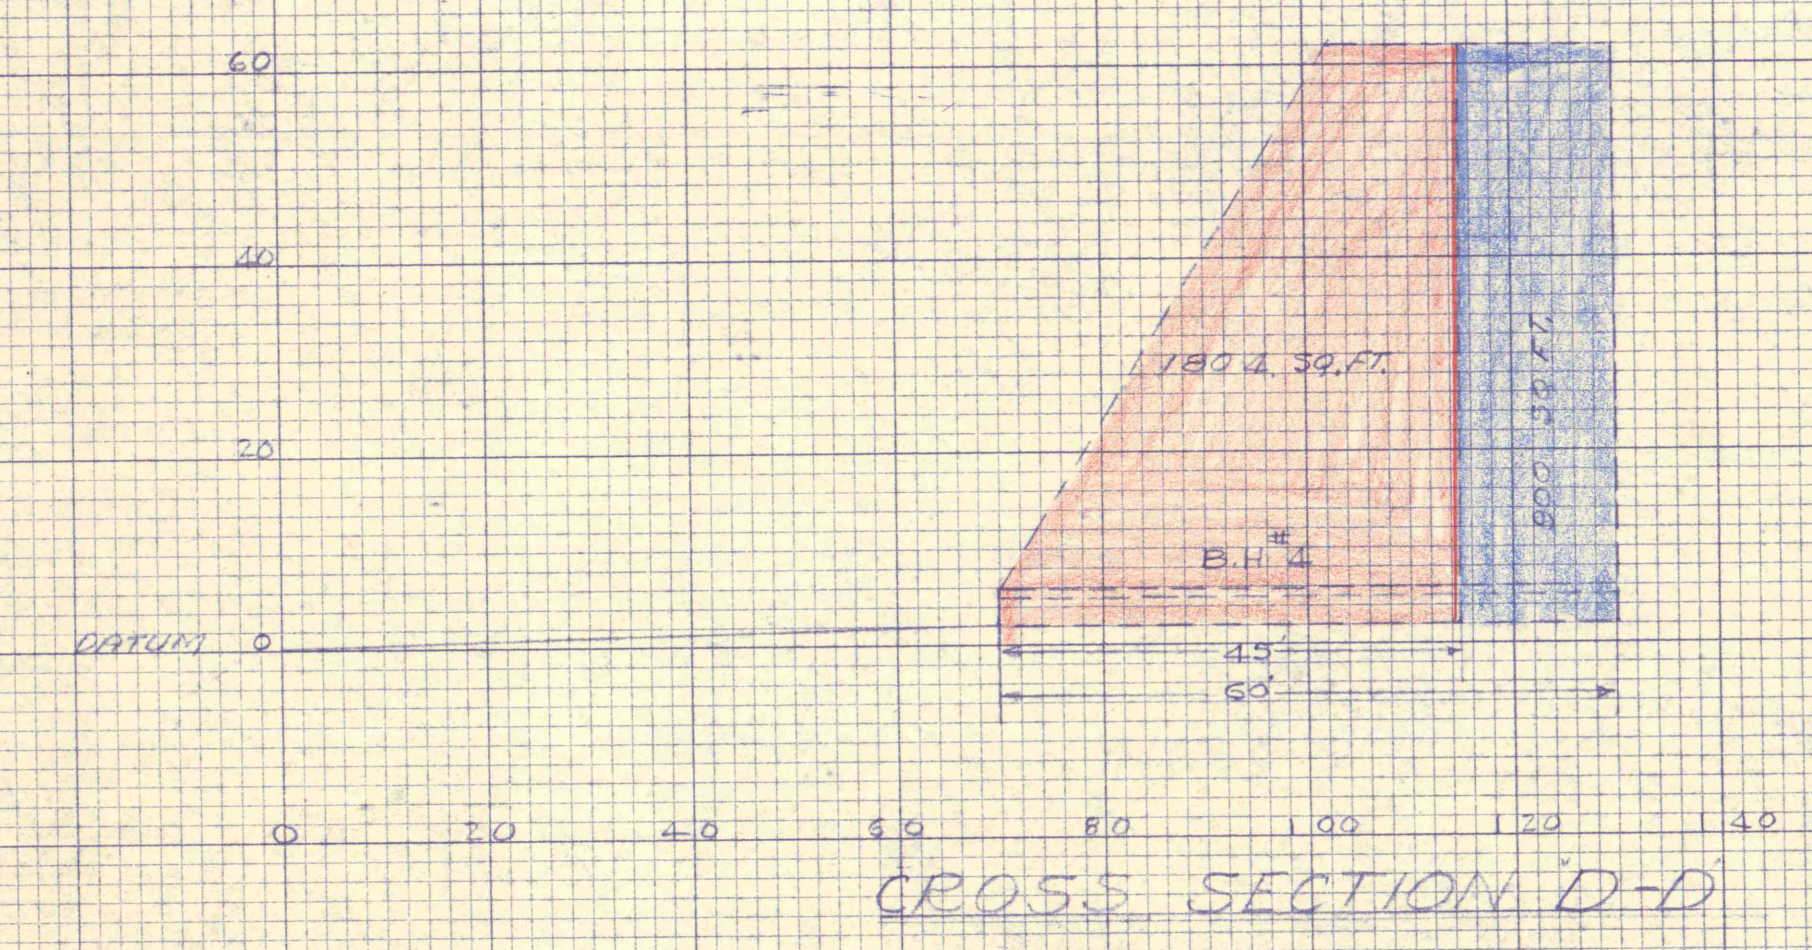 60
40
1804 SQ.FT.
900 SQ FT.
20
B.H #4
DATUM 0
45'
60'
0 20 40 60 80 100 120 140
CROSS SECTION "D-D"